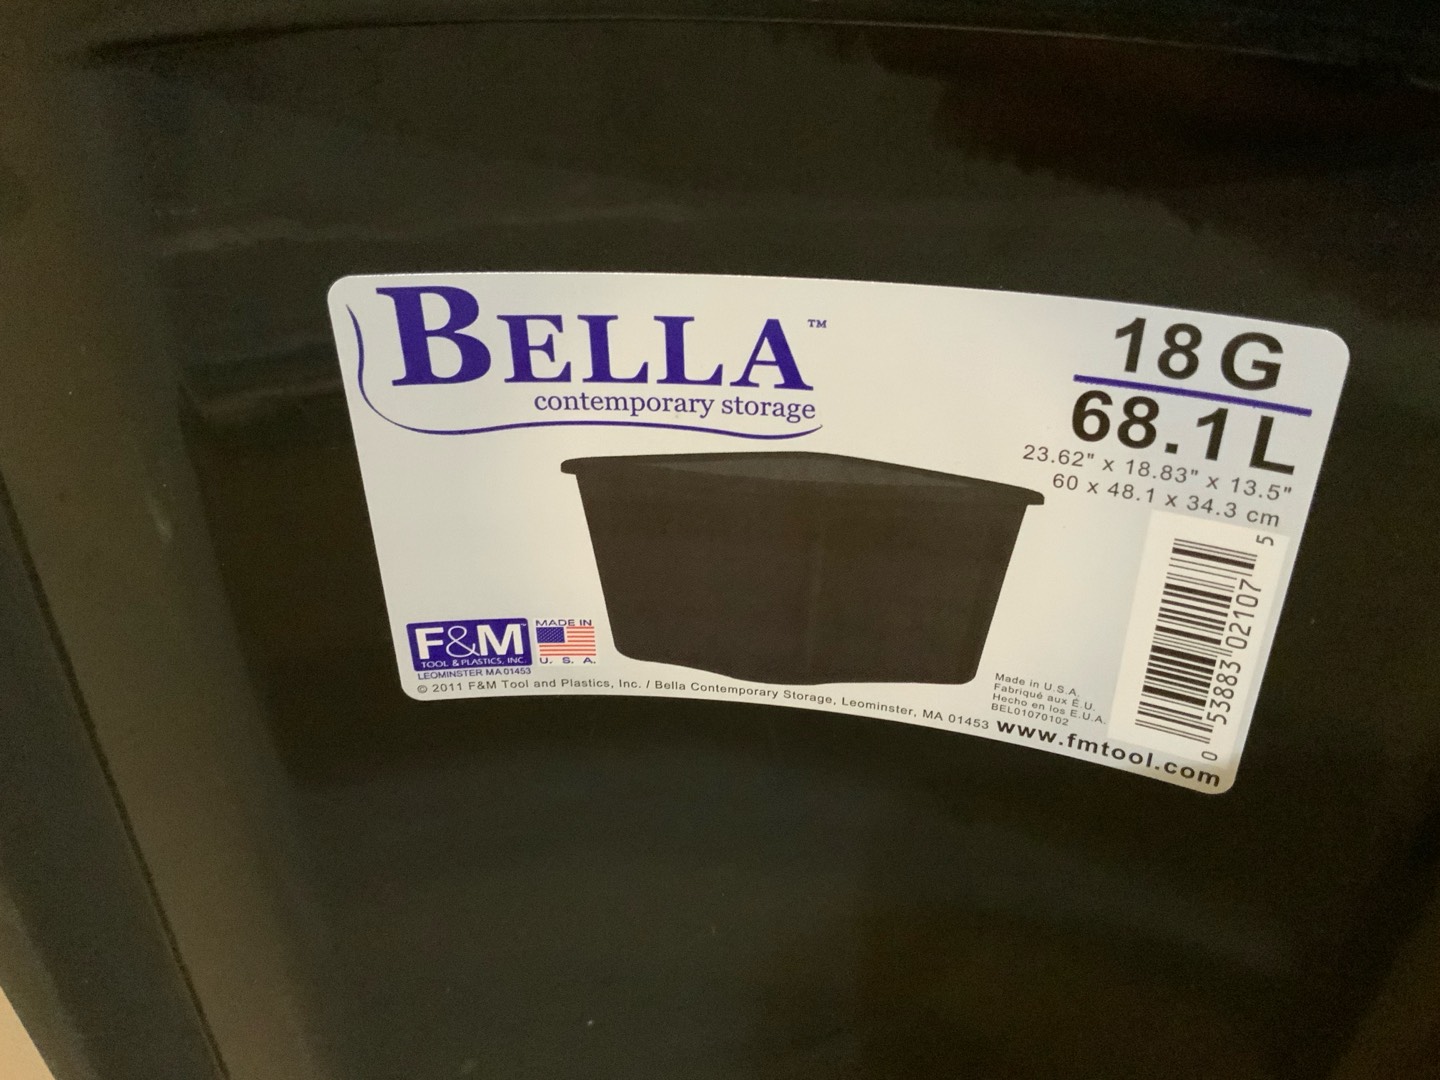 BELLA™
contemporary storage
18 G
68.1 L
23.62" x 18.83" x 13.5"
60 x 48.1 x 34.3 cm
0 53883 02107 5
F&M™
TOOL & PLASTICS, INC.
LEOMINSTER MA 01453
MADE IN
U. S. A.
© 2011 F&M Tool and Plastics, Inc. / Bella Contemporary Storage, Leominster, MA 01453
Made in U.S.A.
Fabriqué aux É.U.
Hecho en los E.U.A.
BEL01070102
www.fmtool.com